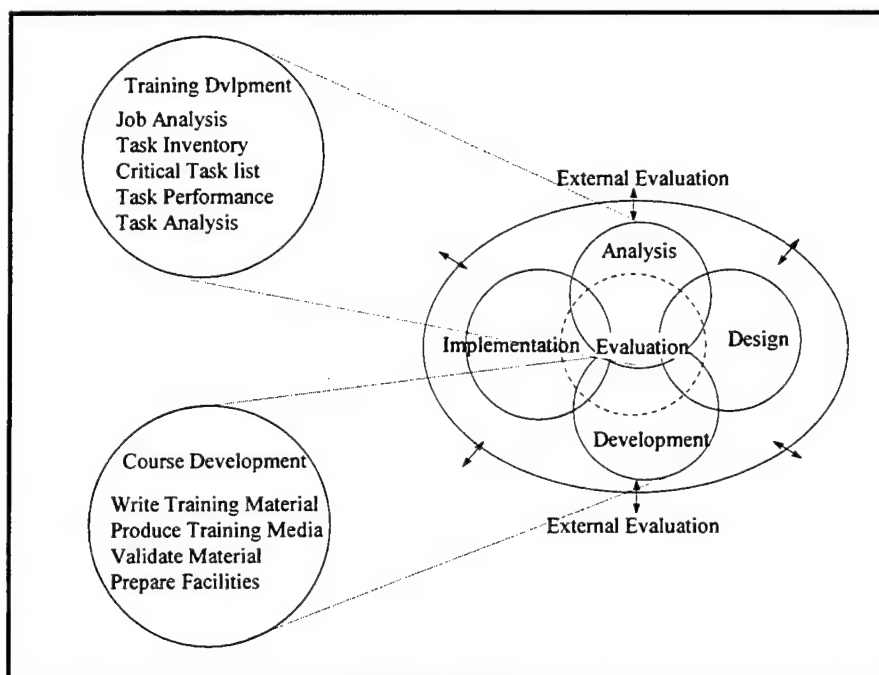 Training Dvlpment
Job Analysis
Task Inventory
Critical Task list
Task Performance
Task Analysis
External Evaluation
Analysis
Implementation
Evaluation
Design
Development
External Evaluation
Course Development
Write Training Material
Produce Training Media
Validate Material
Prepare Facilities